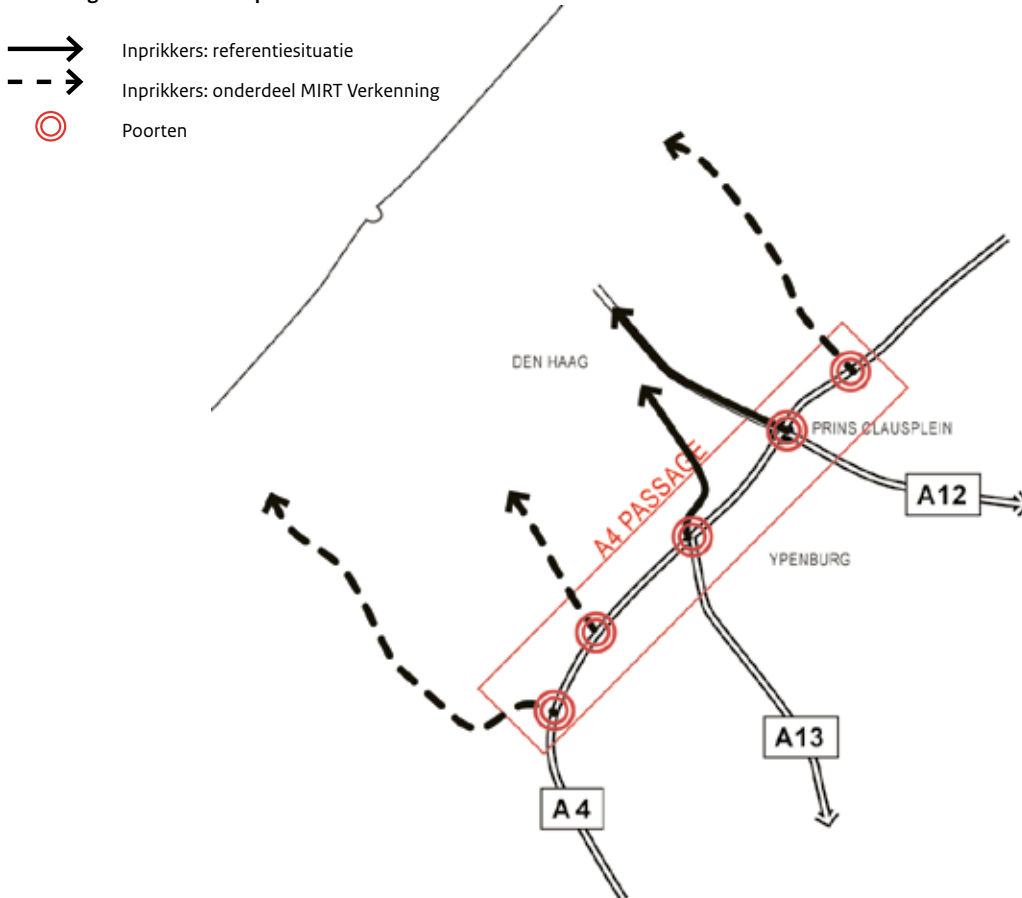 Inprikkers: referentiesituatie
Inprikkers: onderdeel MIRT Verkenning
Poorten
DEN HAAG
PRINS CLAUSPLEIN
A4 PASSAGE
A12
YPENBURG
A13
A4